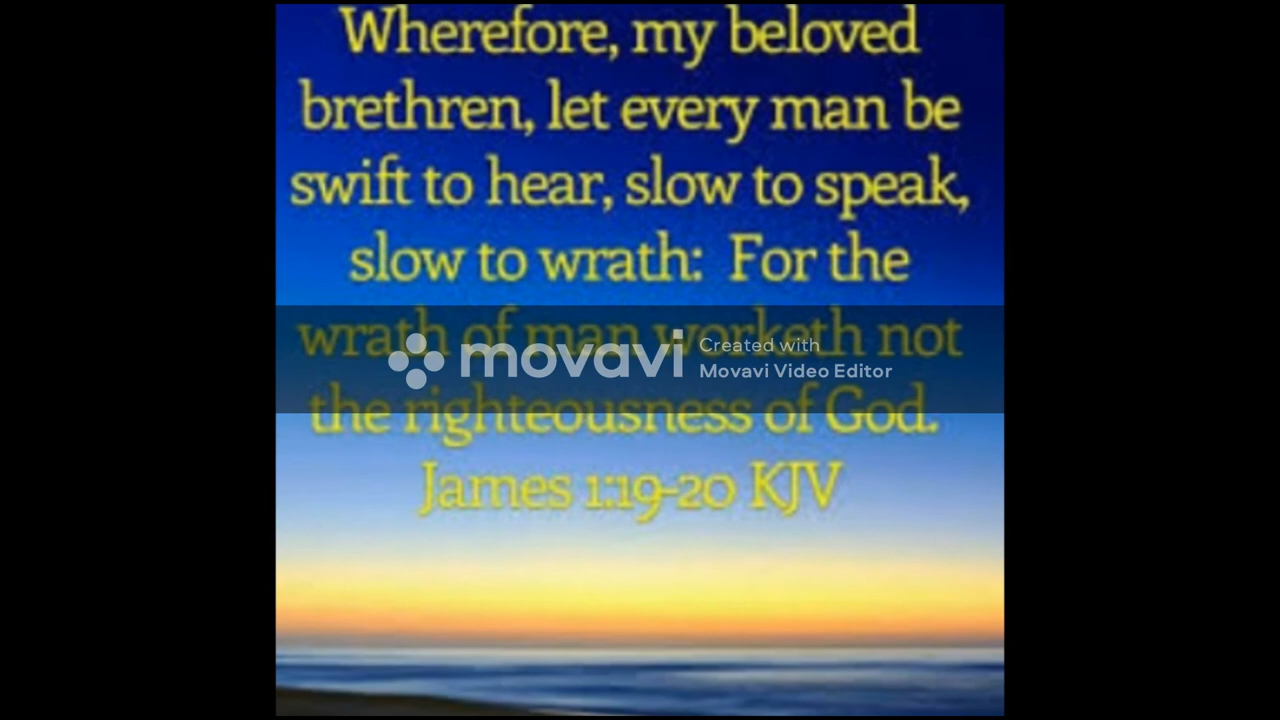 Wherefore, my beloved
brethren, let every man be
swift to hear, slow to speak,
slow to wrath: For the
wrath of man worketh not
movavi
Created with
Movavi Video Editor
the righteousness of God.
James 1:19-20 KJV